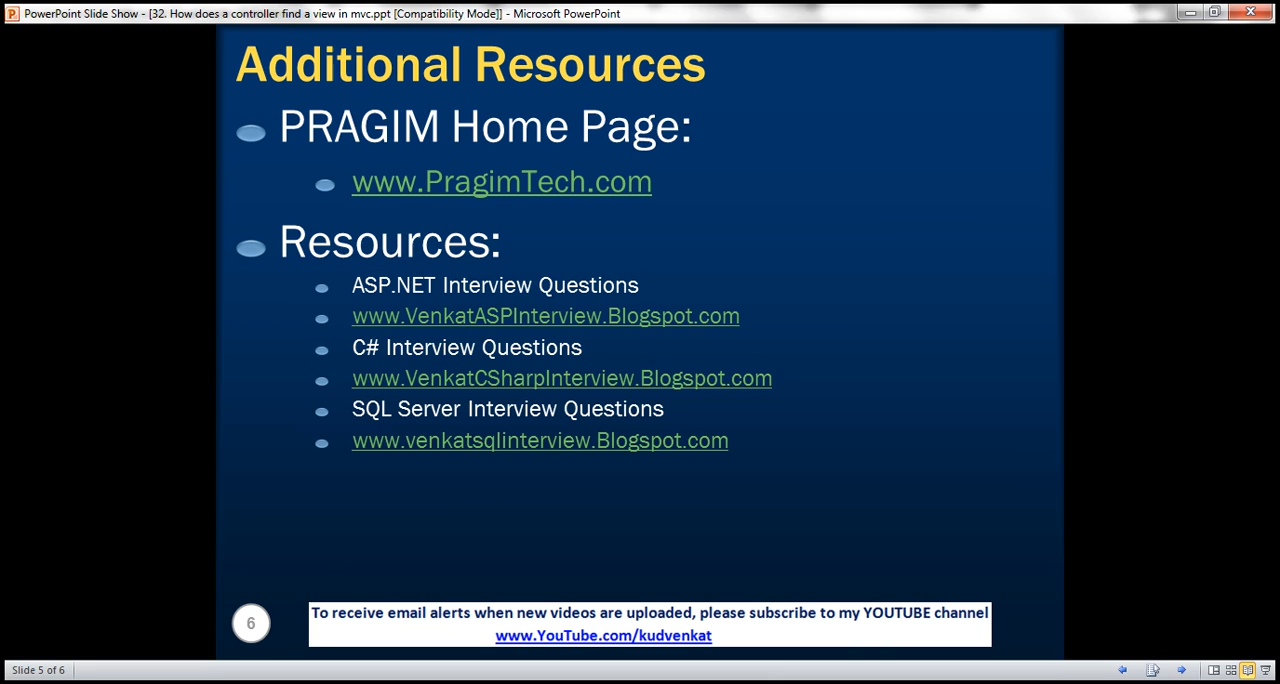 PowerPoint Slide Show - [32. How does a controller find a view in mvc.ppt [Compatibility Mode]] - Microsoft PowerPoint
Additional Resources
PRAGIM Home Page:
www.PragimTech.com
Resources:
ASP.NET Interview Questions
www.VenkatASPInterview.Blogspot.com
C# Interview Questions
www.VenkatCSharpInterview.Blogspot.com
SQL Server Interview Questions
www.venkatsqlinterview.Blogspot.com
6
To receive email alerts when new videos are uploaded, please subscribe to my YOUTUBE channel
www.YouTube.com/kudvenkat
Slide 5 of 6